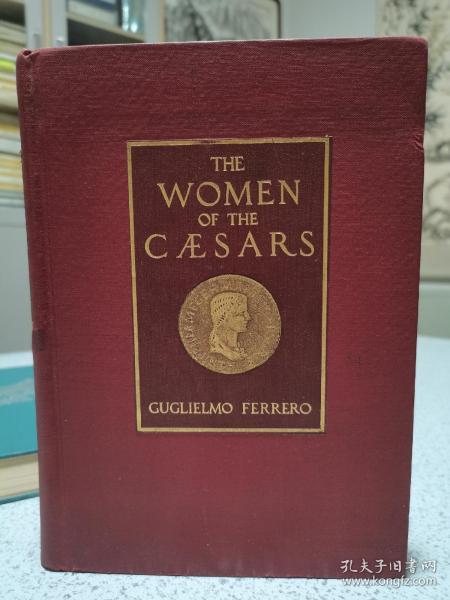 THE
WOMEN
OF THE
CÆSARS
GUGLIELMO FERRERO
孔夫子旧书网
www.kongfz.com